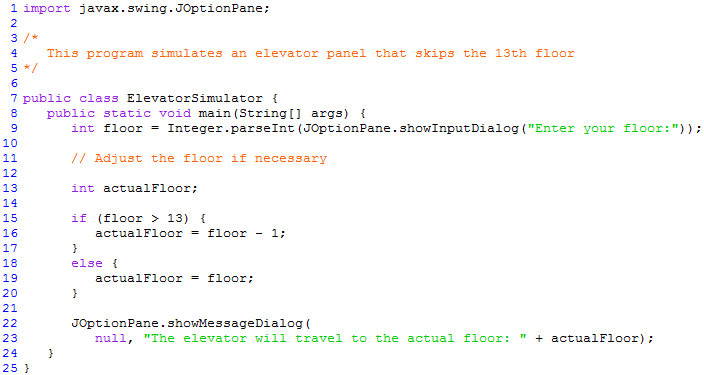 1 import javax.swing.JOptionPane;
2
3 /*
4    This program simulates an elevator panel that skips the 13th floor
5 */
6
7 public class ElevatorSimulator {
8    public static void main(String[] args) {
9       int floor = Integer.parseInt(JOptionPane.showInputDialog("Enter your floor:"));
10
11       // Adjust the floor if necessary
12
13       int actualFloor;
14
15       if (floor > 13) {
16          actualFloor = floor - 1;
17       }
18       else {
19          actualFloor = floor;
20       }
21
22       JOptionPane.showMessageDialog(
23          null, "The elevator will travel to the actual floor: " + actualFloor);
24    }
25 }